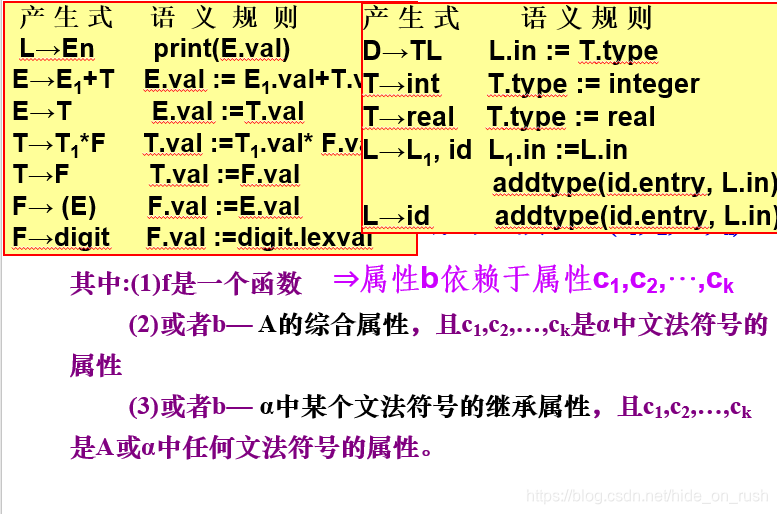 产 生 式 语 义 规 则
L→En print(E.val)
E→E1+T E.val := E1.val+T.v
E→T E.val :=T.val
T→T1*F T.val :=T1.val* F.va
T→F T.val :=F.val
F→ (E) F.val :=E.val
F→digit F.val :=digit.lexval
产 生 式 语 义 规 则
D→TL L.in := T.type
T→int T.type := integer
T→real T.type := real
L→L1, id L1.in :=L.in
addtype(id.entry, L.in)
L→id addtype(id.entry, L.in)
其中:(1)f是一个函数 ⇒属性b依赖于属性c1,c2,⋯,ck
(2)或者b— A的综合属性，且c1,c2,…,ck是α中文法符号的
属性
(3)或者b— α中某个文法符号的继承属性，且c1,c2,…,ck
是A或α中任何文法符号的属性。
https://blog.csdn.net/hide_on_rush